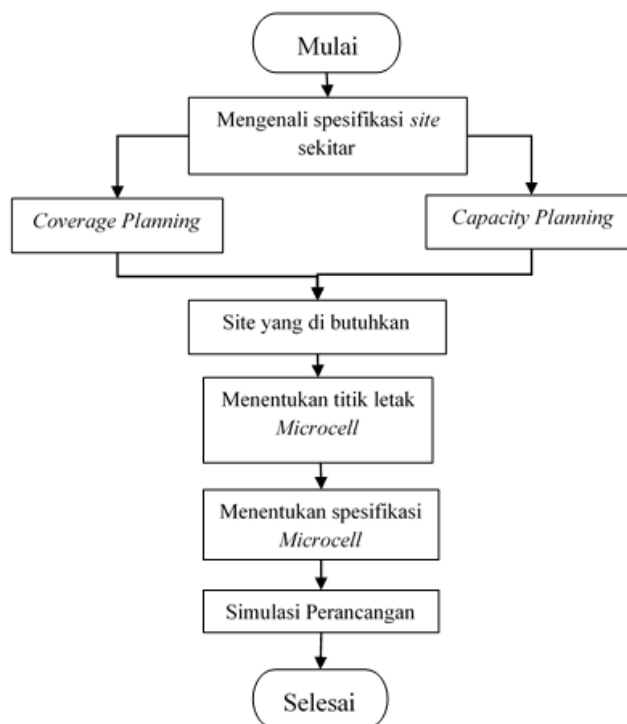 Mulai
Mengenali spesifikasi site
sekitar
Coverage Planning
Capacity Planning
Site yang di butuhkan
Menentukan titik letak
Microcell
Menentukan spesifikasi
Microcell
Simulasi Perancangan
Selesai